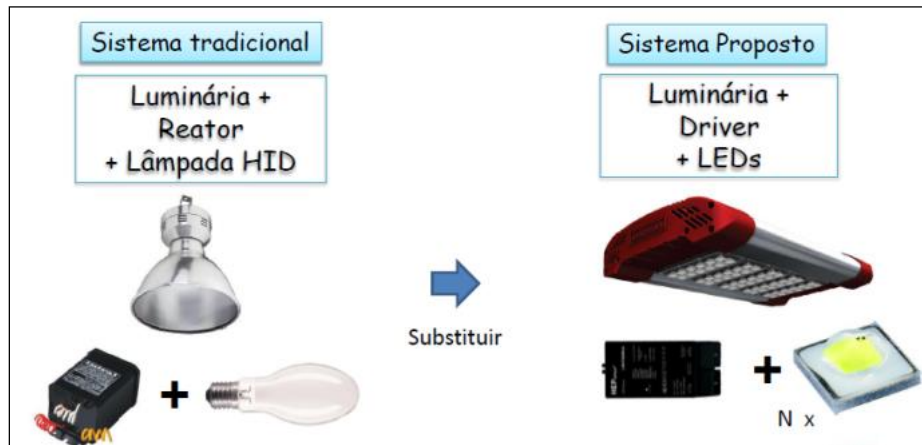 Sistema tradicional
Luminária +
Reator
+ Lâmpada HID
Substituir
+
Sistema Proposto
Luminária +
Driver
+ LEDs
+
N x